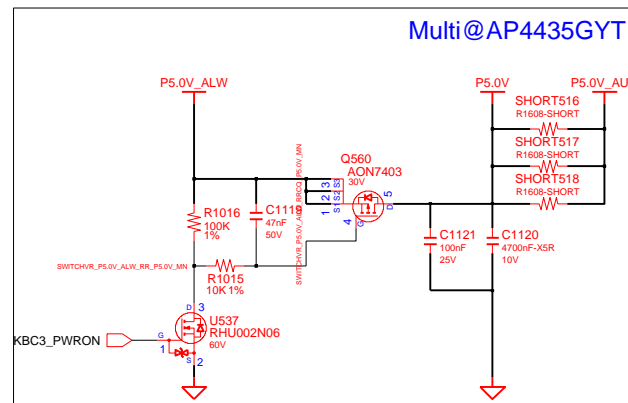 Multi@AP4435GYT
P5.0V_ALW
P5.0V
P5.0V_AU
SHORT516
R1608-SHORT
SHORT517
R1608-SHORT
SHORT518
R1608-SHORT
Q560
AON7403
30V
3 S3
2 S2
1 S1
5
D
4
G
R1016
100K
1%
C1119
47nF
50V
C1121
100nF
25V
C1120
4700nF-X5R
10V
SWITCHVR_P5.0V_ALW_RR_P5.0V_MN
R1015
10K 1%
D 3
U537
RHU002N06
60V
KBC3_PWRON
G
1
S 2